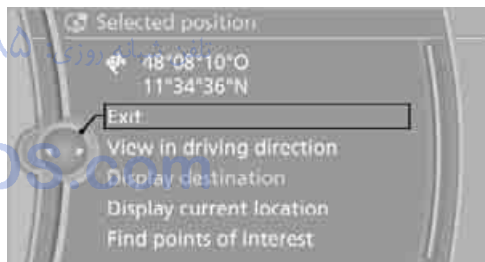 Selected position
48°08'10"O
11°34'36"N
Exit
View in driving direction
Display destination
Display current location
Find points of Interest